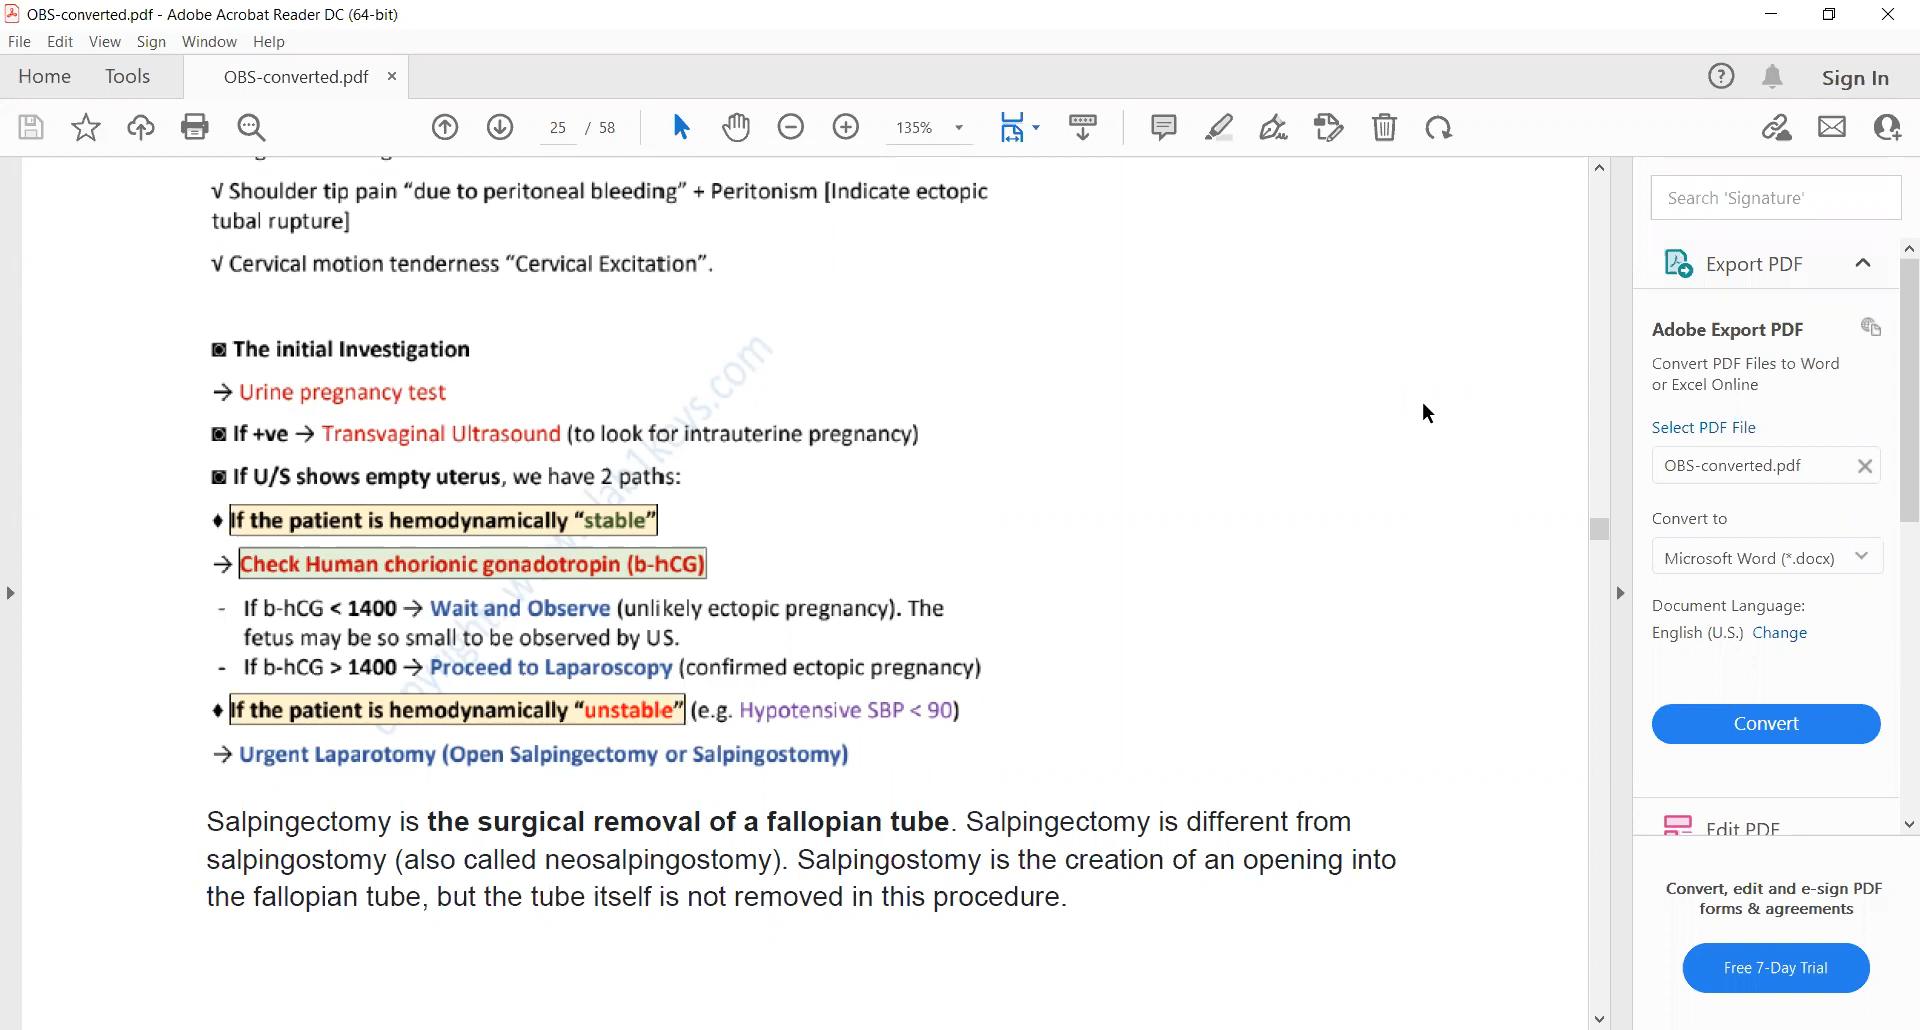 OBS-converted.pdf - Adobe Acrobat Reader DC (64-bit)
File Edit View Sign Window Help
Home Tools OBS-converted.pdf × Sign In
25 / 58 135%
√ Shoulder tip pain “due to peritoneal bleeding” + Peritonism [Indicate ectopic
tubal rupture]
√ Cervical motion tenderness “Cervical Excitation”.
◙ The initial Investigation
→ Urine pregnancy test
◙ If +ve → Transvaginal Ultrasound (to look for intrauterine pregnancy)
◙ If U/S shows empty uterus, we have 2 paths:
♦ If the patient is hemodynamically “stable”
→ Check Human chorionic gonadotropin (b-hCG)
- If b-hCG < 1400 → Wait and Observe (unlikely ectopic pregnancy). The
fetus may be so small to be observed by US.
- If b-hCG > 1400 → Proceed to Laparoscopy (confirmed ectopic pregnancy)
♦ If the patient is hemodynamically “unstable” (e.g. Hypotensive SBP < 90)
→ Urgent Laparotomy (Open Salpingectomy or Salpingostomy)
Salpingectomy is the surgical removal of a fallopian tube. Salpingectomy is different from
salpingostomy (also called neosalpingostomy). Salpingostomy is the creation of an opening into
the fallopian tube, but the tube itself is not removed in this procedure.
Search 'Signature'
Export PDF
Adobe Export PDF
Convert PDF Files to Word
or Excel Online
Select PDF File
OBS-converted.pdf
Convert to
Microsoft Word (*.docx)
Document Language:
English (U.S.) Change
Convert
Edit PDF
Convert, edit and e-sign PDF
forms & agreements
Free 7-Day Trial